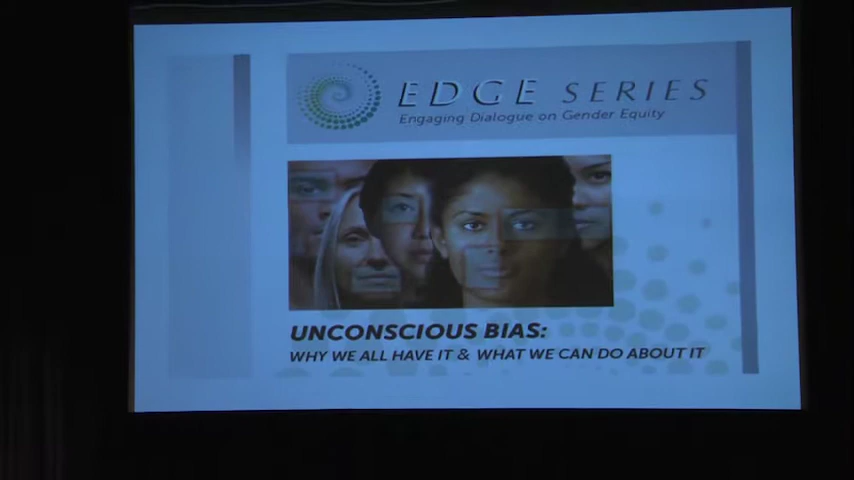 EDGE SERIES
Engaging Dialogue on Gender Equity
UNCONSCIOUS BIAS:
WHY WE ALL HAVE IT & WHAT WE CAN DO ABOUT IT